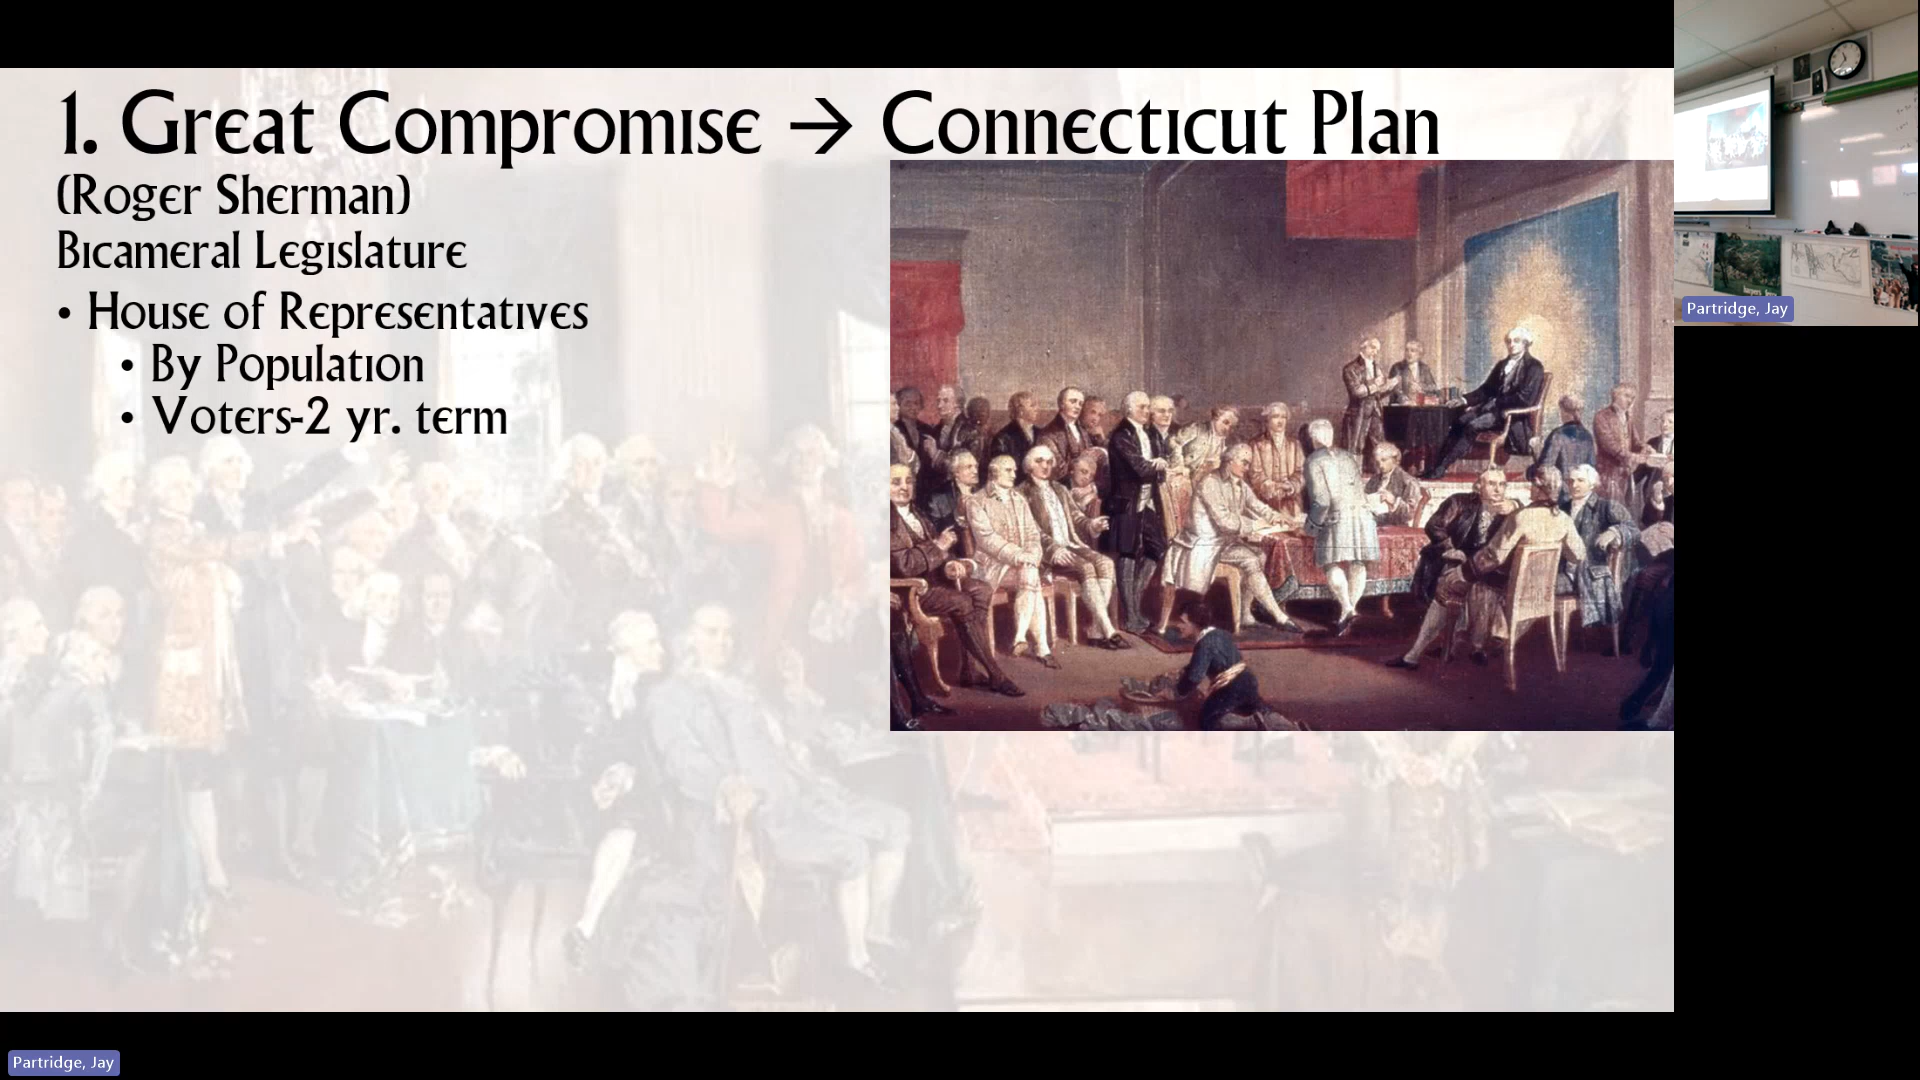 1. Great Compromise → Connecticut Plan
(Roger Sherman)
Bicameral Legislature
• House of Representatives
• By Population
• Voters-2 yr. term
Partridge, Jay
Partridge, Jay